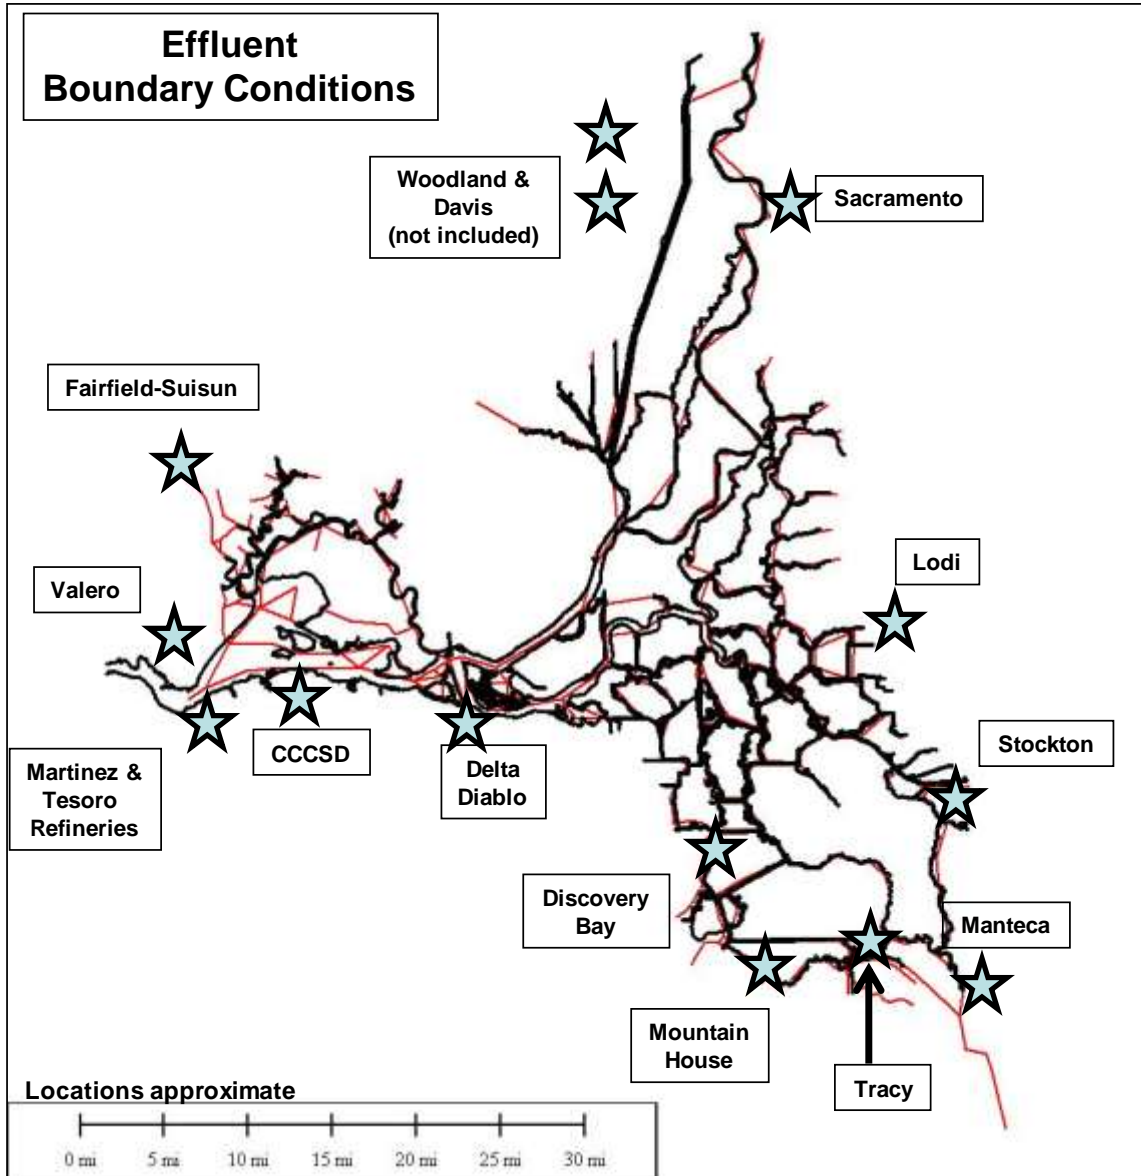 Effluent
Boundary Conditions
Woodland &
Davis
(not included)
Sacramento
Fairfield-Suisun
Valero
Lodi
Martinez &
Tesoro
Refineries
CCCSD
Delta
Diablo
Stockton
Discovery
Bay
Manteca
Mountain
House
Tracy
Locations approximate
0 mi 5 mi 10 mi 15 mi 20 mi 25 mi 30 mi